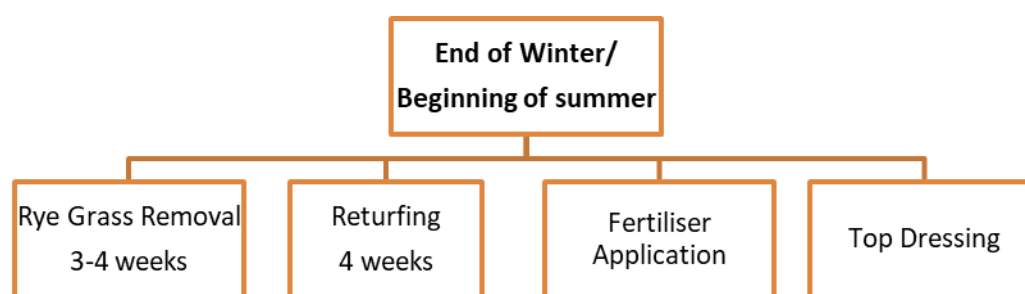 End of Winter/
Beginning of summer
Rye Grass Removal
3-4 weeks
Returfing
4 weeks
Fertiliser
Application
Top Dressing